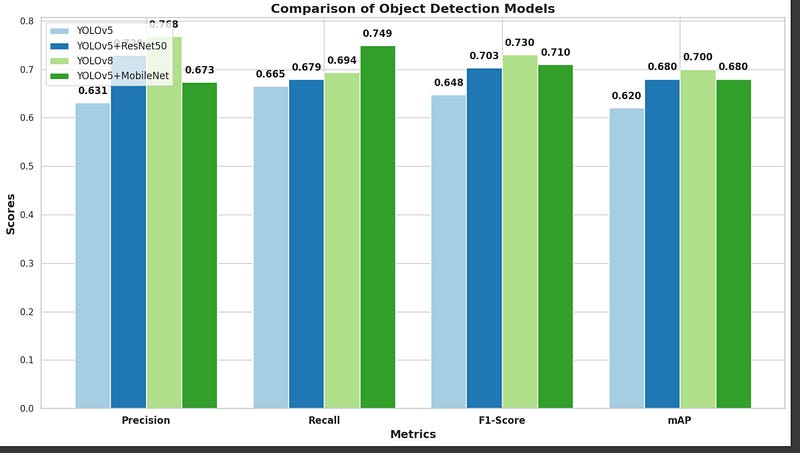 Comparison of Object Detection Models
YOLOv5
YOLOv5+ResNet50
YOLOv8
YOLOv5+MobileNet
0.8
0.7
0.6
0.5
0.4
0.3
0.2
0.1
0.0
Scores
0.631
0.768
0.673
0.665
0.679
0.694
0.749
0.648
0.703
0.730
0.710
0.620
0.680
0.700
0.680
Precision
Recall
F1-Score
mAP
Metrics